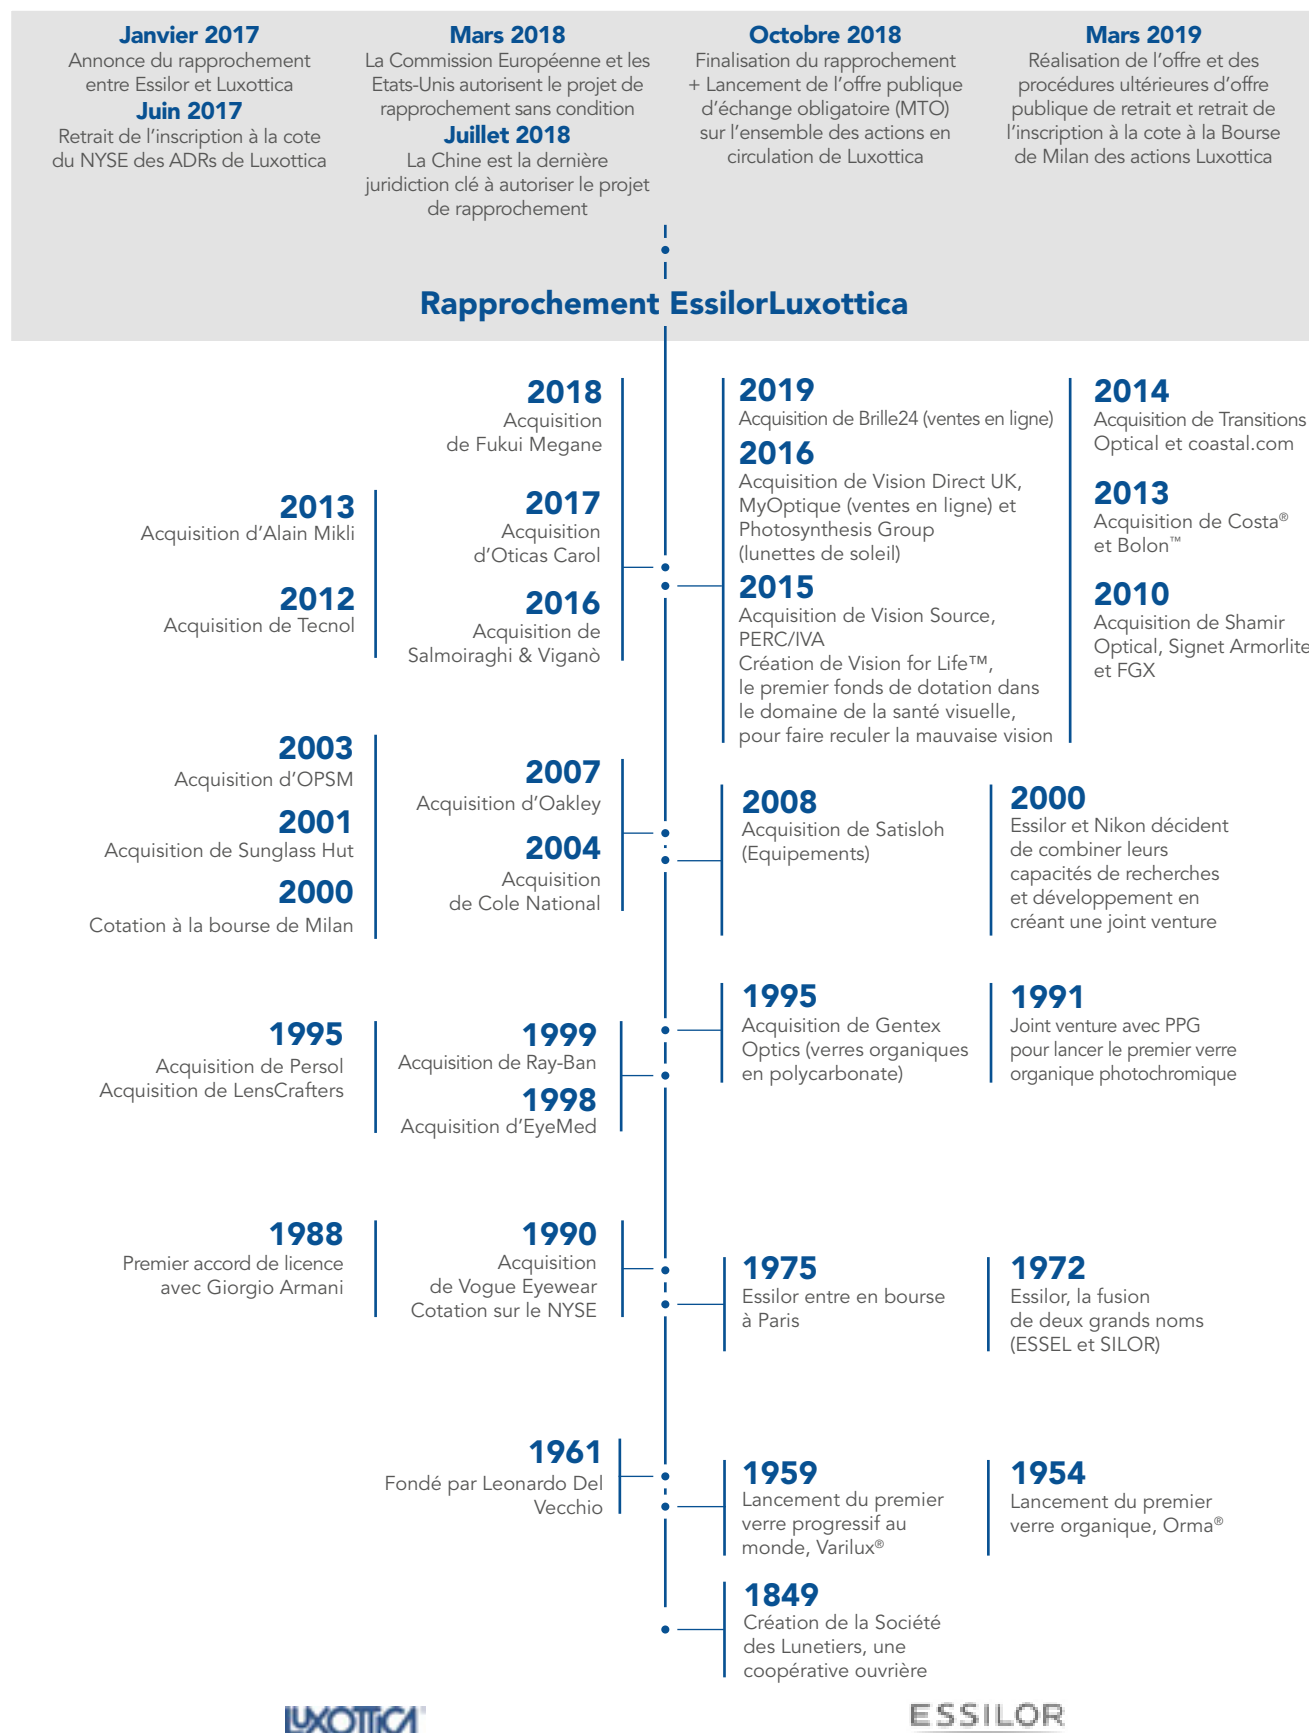 Janvier 2017
Annonce du rapprochement
entre Essilor et Luxottica
Juin 2017
Retrait de l’inscription à la cote
du NYSE des ADRs de Luxottica
Mars 2018
La Commission Européenne et les
Etats-Unis autorisent le projet de
rapprochement sans condition
Juillet 2018
La Chine est la dernière
juridiction clé à autoriser le projet
de rapprochement
Octobre 2018
Finalisation du rapprochement
+ Lancement de l’offre publique
d’échange obligatoire (MTO)
sur l’ensemble des actions en
circulation de Luxottica
Mars 2019
Réalisation de l’offre et des
procédures ultérieures d’offre
publique de retrait et retrait de
l’inscription à la cote à la Bourse
de Milan des actions Luxottica
Rapprochement EssilorLuxottica
2013
Acquisition d’Alain Mikli
2012
Acquisition de Tecnol
2018
Acquisition
de Fukui Megane
2017
Acquisition
d’Oticas Carol
2016
Acquisition de
Salmoiraghi & Viganò
2019
Acquisition de Brille24 (ventes en ligne)
2016
Acquisition de Vision Direct UK,
MyOptique (ventes en ligne) et
Photosynthesis Group
(lunettes de soleil)
2015
Acquisition de Vision Source,
PERC/IVA
Création de Vision for Life™,
le premier fonds de dotation dans
le domaine de la santé visuelle,
pour faire reculer la mauvaise vision
2014
Acquisition de Transitions
Optical et coastal.com
2013
Acquisition de Costa®
et Bolon™
2010
Acquisition de Shamir
Optical, Signet Armorlite
et FGX
2003
Acquisition d’OPSM
2001
Acquisition de Sunglass Hut
2000
Cotation à la bourse de Milan
2007
Acquisition d’Oakley
2004
Acquisition
de Cole National
2008
Acquisition de Satisloh
(Equipements)
2000
Essilor et Nikon décident
de combiner leurs
capacités de recherches
et développement en
créant une joint venture
1995
Acquisition de Persol
Acquisition de LensCrafters
1999
Acquisition de Ray-Ban
1998
Acquisition d’EyeMed
1995
Acquisition de Gentex
Optics (verres organiques
en polycarbonate)
1991
Joint venture avec PPG
pour lancer le premier verre
organique photochromique
1988
Premier accord de licence
avec Giorgio Armani
1990
Acquisition
de Vogue Eyewear
Cotation sur le NYSE
1975
Essilor entre en bourse
à Paris
1972
Essilor, la fusion
de deux grands noms
(ESSEL et SILOR)
1961
Fondé par Leonardo Del
Vecchio
1959
Lancement du premier
verre progressif au
monde, Varilux®
1954
Lancement du premier
verre organique, Orma®
1849
Création de la Société
des Lunetiers, une
coopérative ouvrière
LUXOTTICA
ESSILOR